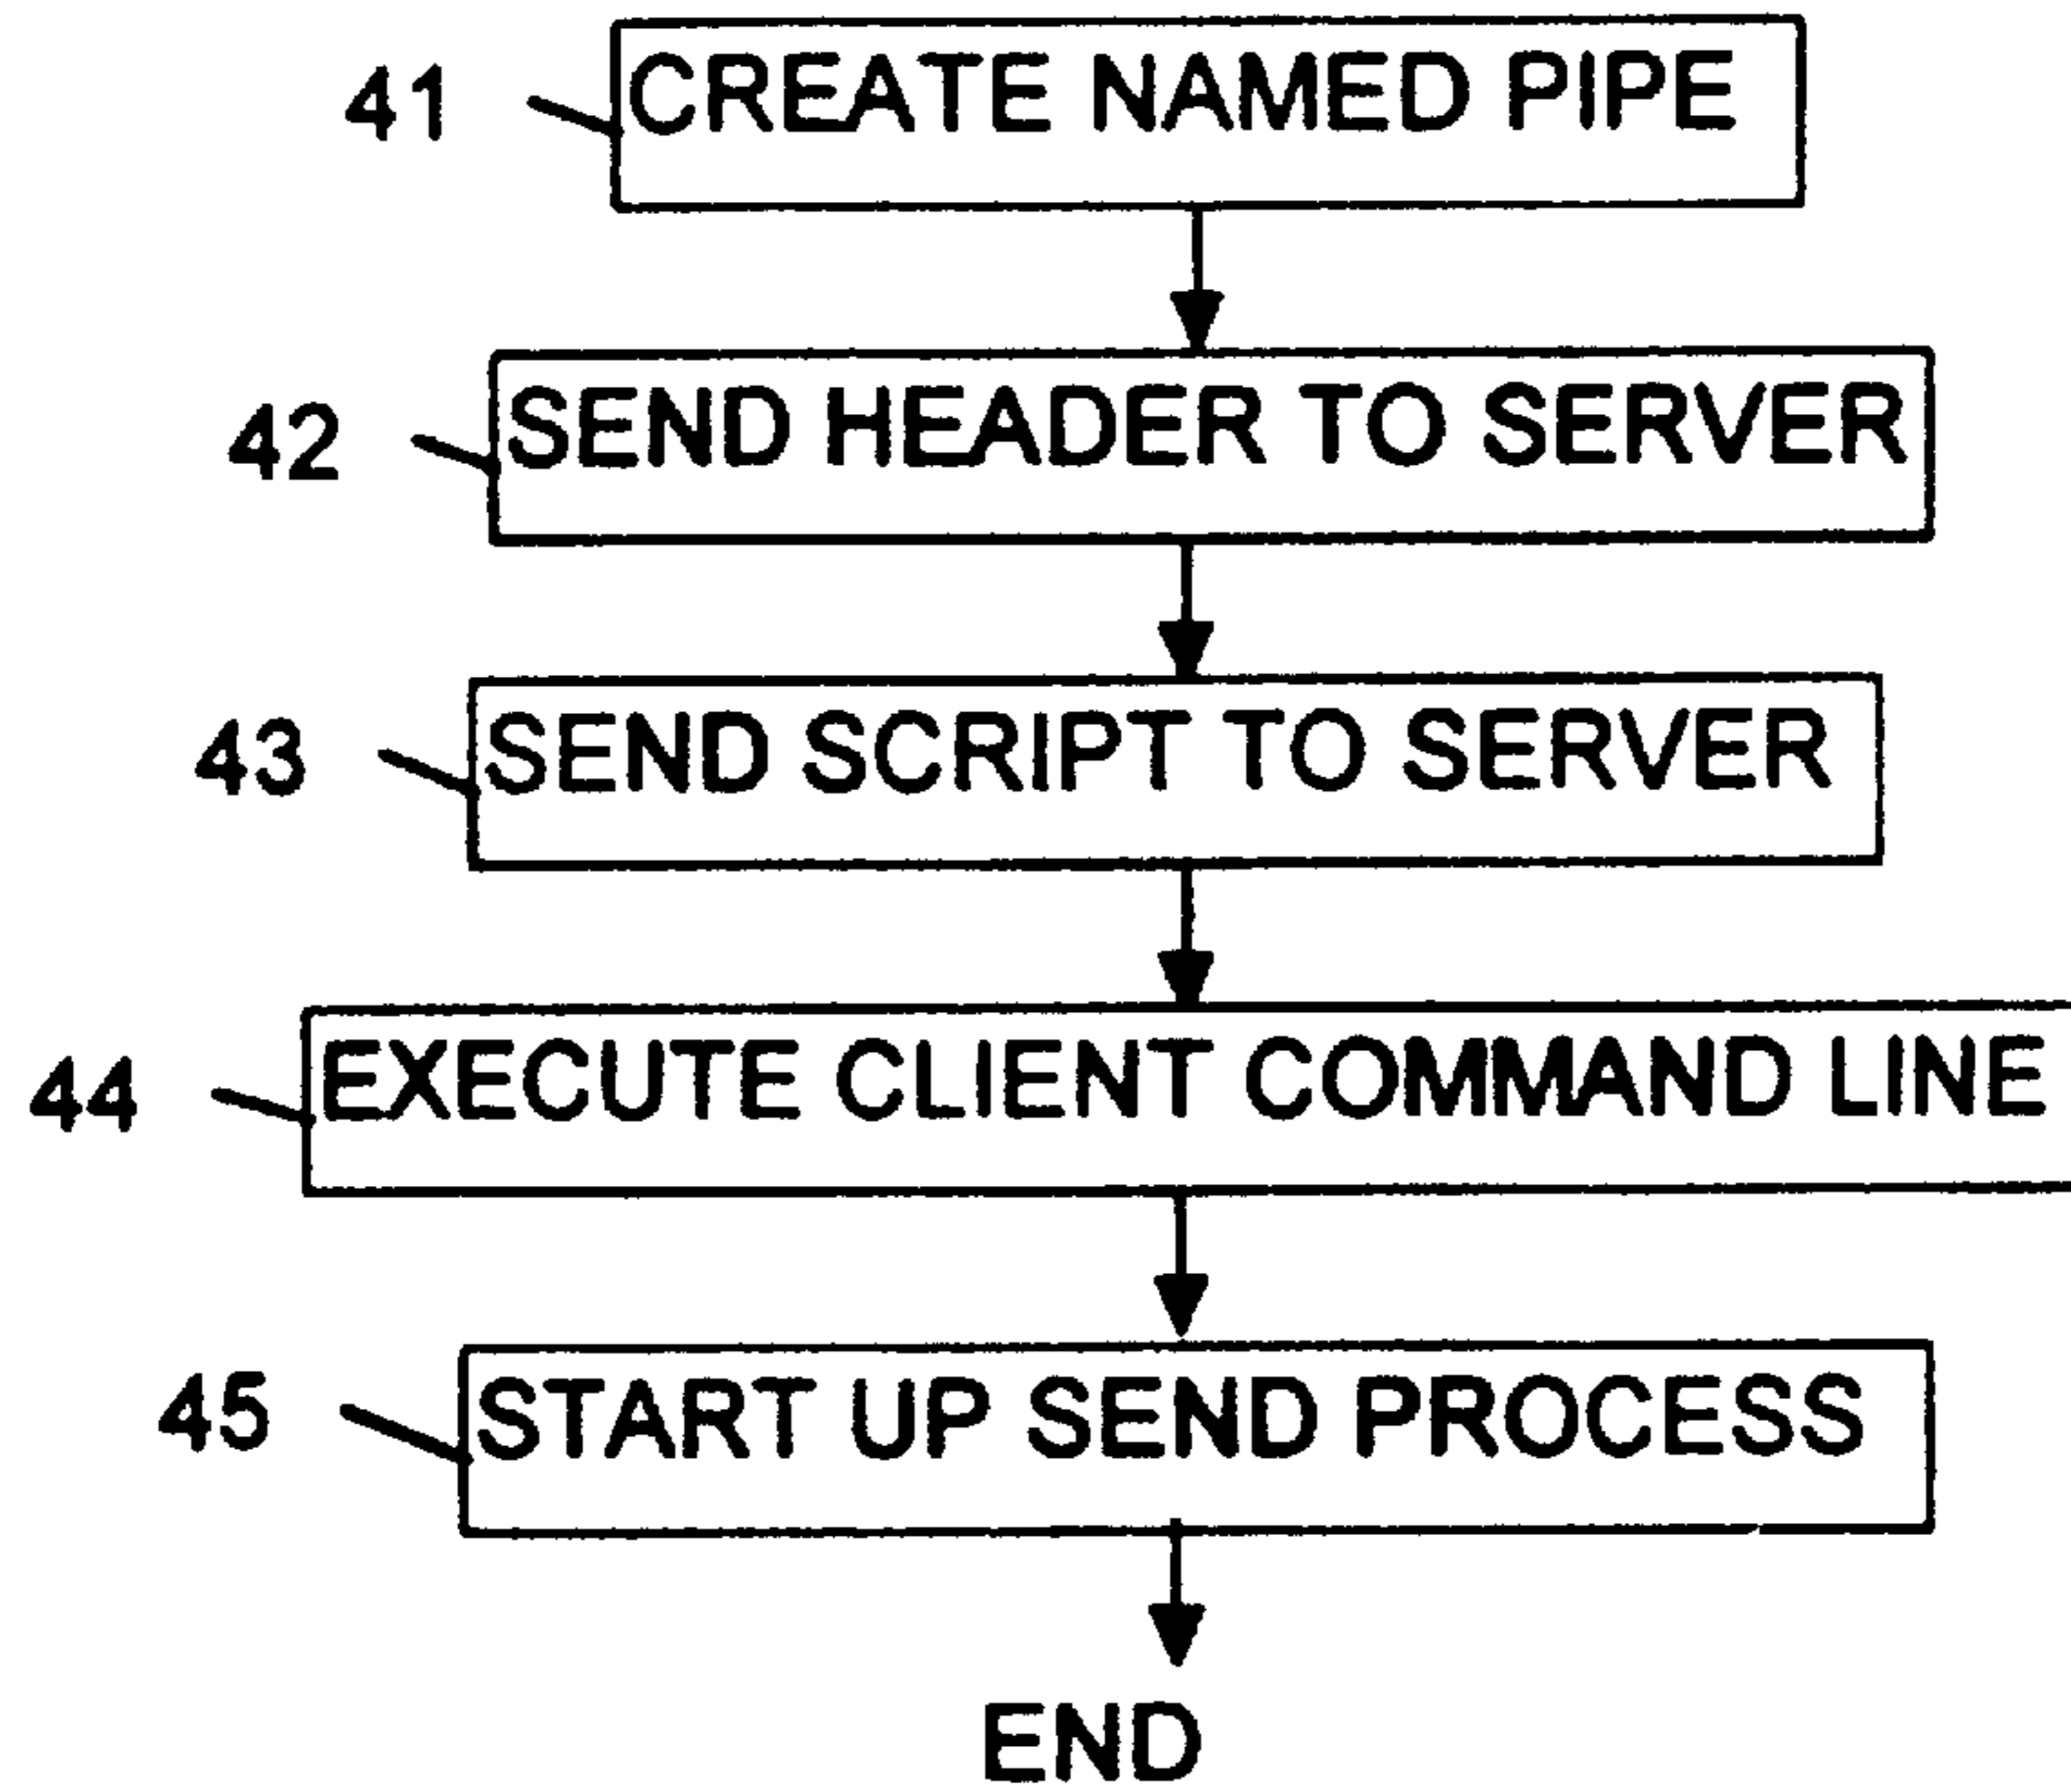 41 CREATE NAMED PIPE
42 SEND HEADER TO SERVER
43 SEND SCRIPT TO SERVER
44 EXECUTE CLIENT COMMAND LINE
45 START UP SEND PROCESS
END